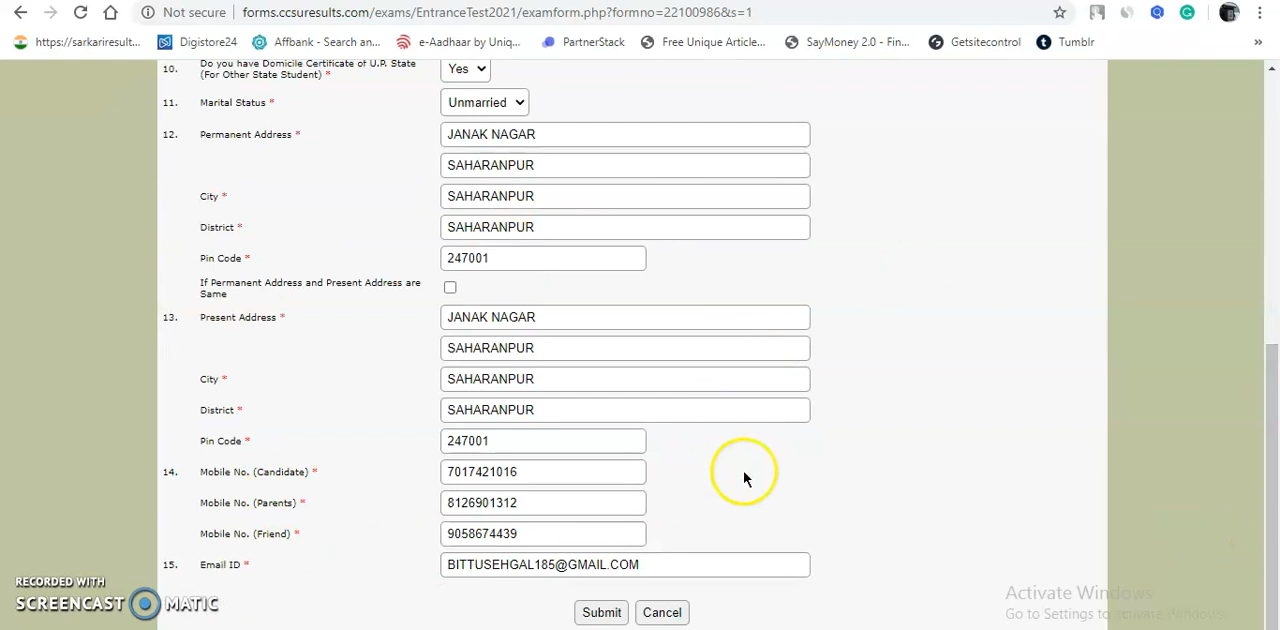 Not secure forms.ccsuresults.com/exams/EntranceTest2021/examform.php?formno=22100986&s=1
https://sarkariresult... Digistore24 Affbank - Search an... e-Aadhaar by Uniq... PartnerStack Free Unique Article... SayMoney 2.0 - Fin... Getsitecontrol Tumblr »
10. Do you have Domicile Certificate of U.P. State
(For Other State Student) * Yes
11. Marital Status * Unmarried
12. Permanent Address * JANAK NAGAR
SAHARANPUR
City * SAHARANPUR
District * SAHARANPUR
Pin Code * 247001
If Permanent Address and Present Address are
Same
13. Present Address * JANAK NAGAR
SAHARANPUR
City * SAHARANPUR
District * SAHARANPUR
Pin Code * 247001
14. Mobile No. (Candidate) * 7017421016
Mobile No. (Parents) * 8126901312
Mobile No. (Friend) * 9058674439
15. Email ID * BITTUSEHGAL185@GMAIL.COM
Submit Cancel
RECORDED WITH
SCREENCAST MATIC
Activate Windows
Go to Settings to activate Windows.